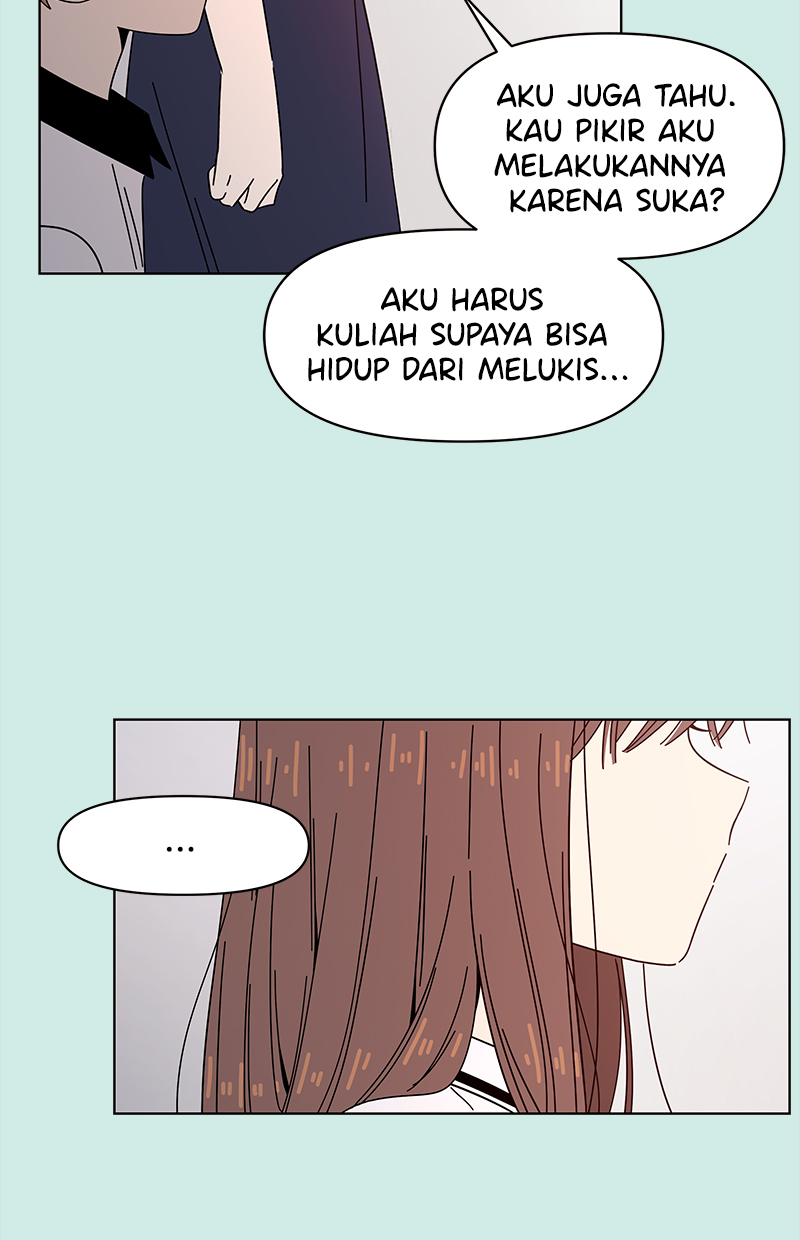 AKU JUGA TAHU.
KAU PIKIR AKU
MELAKUKANNYA
KARENA SUKA?
AKU HARUS
KULIAH SUPAYA BISA
HIDUP DARI MELUKIS...
...